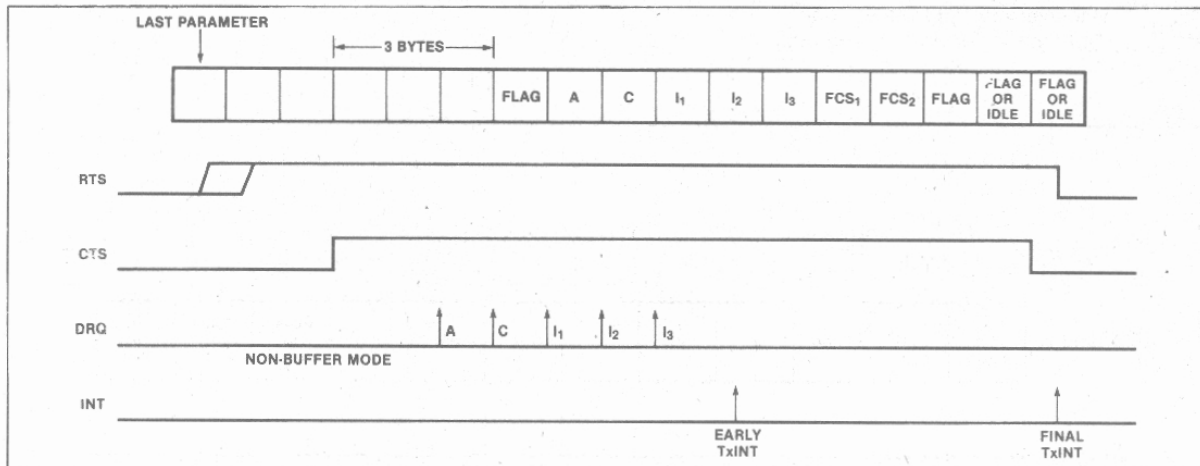 LAST PARAMETER
3 BYTES
FLAG A C I₁ I₂ I₃ FCS₁ FCS₂ FLAG FLAG OR IDLE FLAG OR IDLE
RTS
CTS
DRQ A C I₁ I₂ I₃
NON-BUFFER MODE
INT
EARLY TxINT
FINAL TxINT